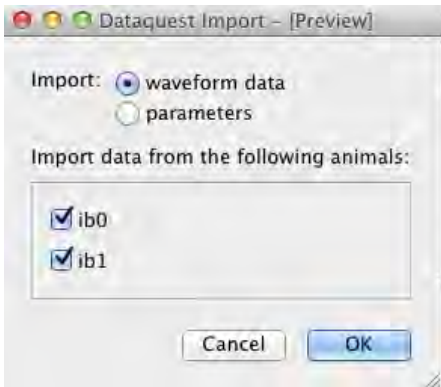 Dataquest Import – [Preview]
Import: waveform data
parameters
Import data from the following animals:
ib0
ib1
Cancel OK